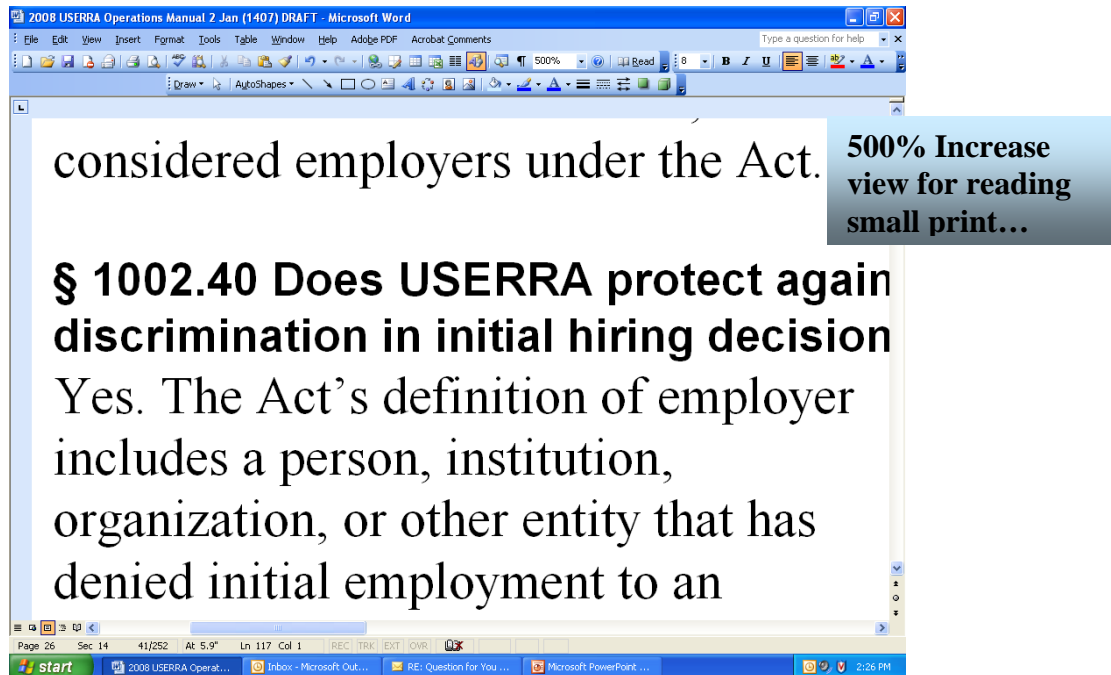 2008 USERRA Operations Manual 2 Jan (1407) DRAFT - Microsoft Word
File Edit View Insert Format Tools Table Window Help Adobe PDF Acrobat Comments Type a question for help
500% Read 8 B I U
Draw AutoShapes
considered employers under the Act.
500% Increase
view for reading
small print…
§ 1002.40 Does USERRA protect again
discrimination in initial hiring decision
Yes. The Act’s definition of employer
includes a person, institution,
organization, or other entity that has
denied initial employment to an
Page 26 Sec 14 41/252 At 5.9" Ln 117 Col 1 REC TRK EXT OVR
start 2008 USERRA Operat... Inbox - Microsoft Out... RE: Question for You ... Microsoft PowerPoint ... 2:26 PM